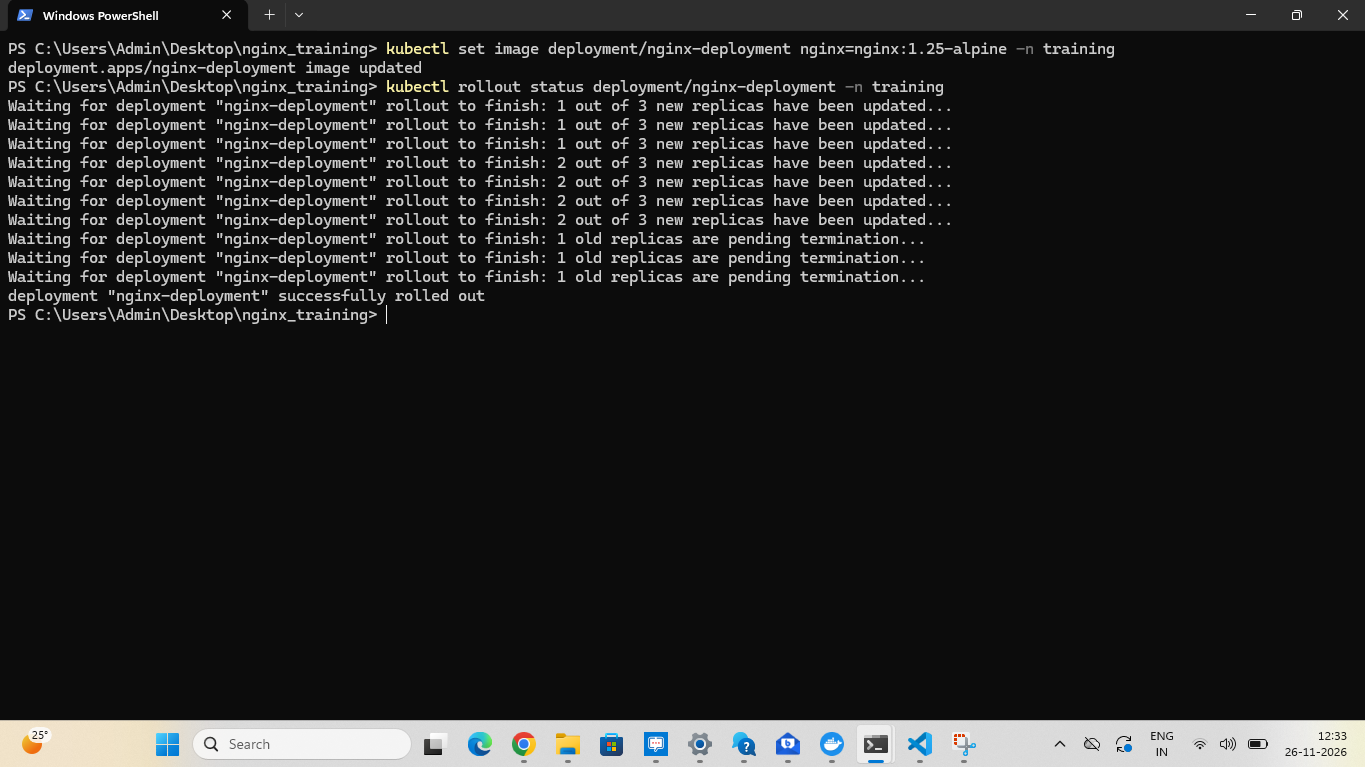 Windows PowerShell
PS C:\Users\Admin\Desktop\nginx_training> kubectl set image deployment/nginx-deployment nginx=nginx:1.25-alpine -n training
deployment.apps/nginx-deployment image updated
PS C:\Users\Admin\Desktop\nginx_training> kubectl rollout status deployment/nginx-deployment -n training
Waiting for deployment "nginx-deployment" rollout to finish: 1 out of 3 new replicas have been updated...
Waiting for deployment "nginx-deployment" rollout to finish: 1 out of 3 new replicas have been updated...
Waiting for deployment "nginx-deployment" rollout to finish: 1 out of 3 new replicas have been updated...
Waiting for deployment "nginx-deployment" rollout to finish: 2 out of 3 new replicas have been updated...
Waiting for deployment "nginx-deployment" rollout to finish: 2 out of 3 new replicas have been updated...
Waiting for deployment "nginx-deployment" rollout to finish: 2 out of 3 new replicas have been updated...
Waiting for deployment "nginx-deployment" rollout to finish: 2 out of 3 new replicas have been updated...
Waiting for deployment "nginx-deployment" rollout to finish: 1 old replicas are pending termination...
Waiting for deployment "nginx-deployment" rollout to finish: 1 old replicas are pending termination...
Waiting for deployment "nginx-deployment" rollout to finish: 1 old replicas are pending termination...
deployment "nginx-deployment" successfully rolled out
PS C:\Users\Admin\Desktop\nginx_training>
25°
Search
ENG
IN
12:33
26-11-2026